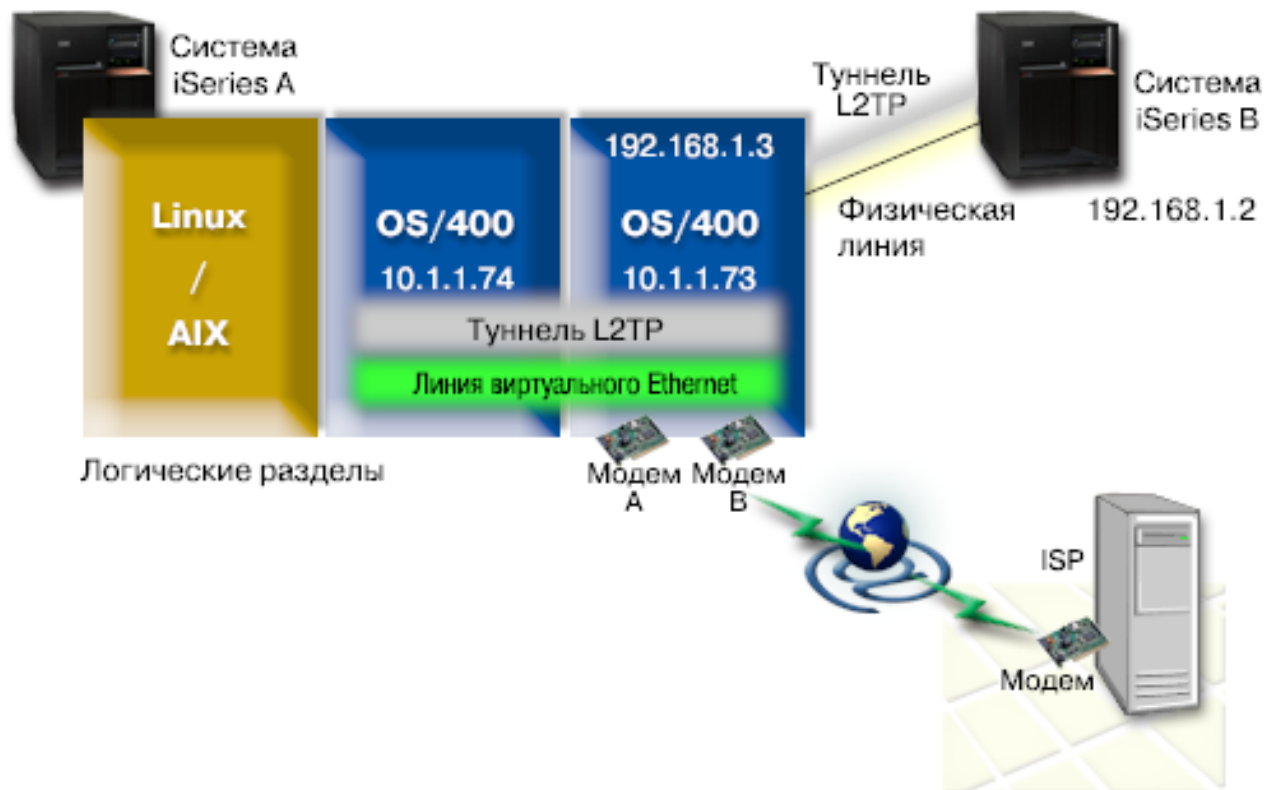 Система
iSeries A
Туннель
L2TP
Система
iSeries B
192.168.1.3
Linux
/
AIX
OS/400
10.1.1.74
OS/400
10.1.1.73
Физическая
линия
192.168.1.2
Туннель L2TP
Линия виртуального Ethernet
Логические разделы
Модем
A
Модем
B
ISP
Модем